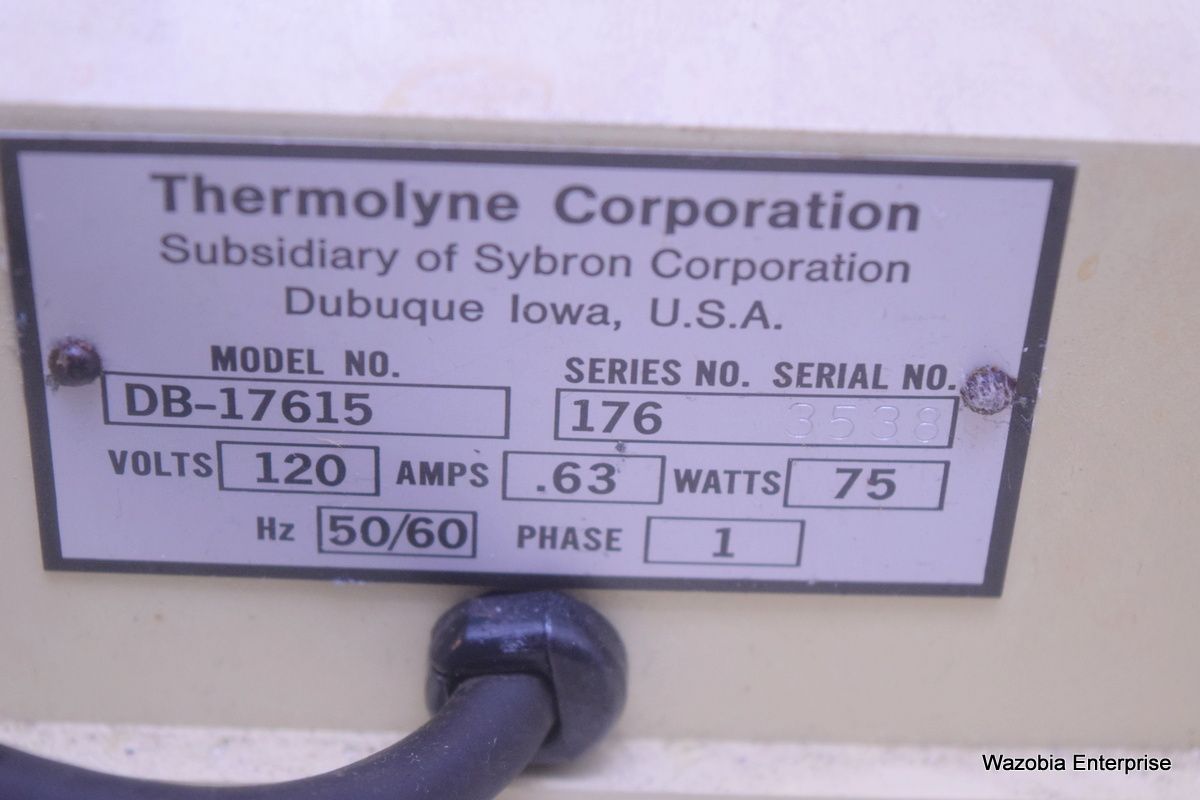 Thermolyne Corporation
Subsidiary of Sybron Corporation
Dubuque Iowa, U.S.A.
MODEL NO. SERIES NO. SERIAL NO.
DB-17615 176 3538
VOLTS 120 AMPS .63 WATTS 75
Hz 50/60 PHASE 1
Wazobia Enterprise